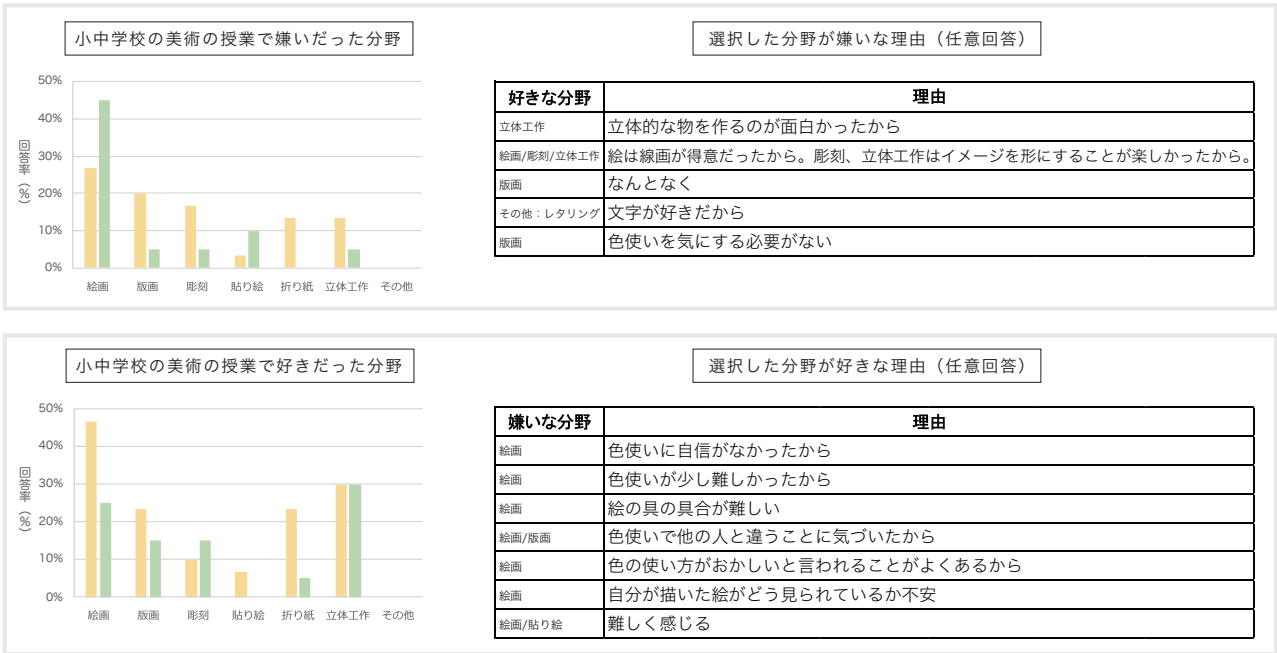 小中学校の美術の授業で嫌いだった分野
50%
40%
30%
20%
10%
0%
回答率（%）
絵画 版画 彫刻 貼り絵 折り紙 立体工作 その他
選択した分野が嫌いな理由（任意回答）
好きな分野 理由
立体工作 立体的な物を作るのが面白かったから
絵画/彫刻/立体工作 絵は線画が得意だったから。彫刻、立体工作はイメージを形にすることが楽しかったから。
版画 なんとなく
その他：レタリング 文字が好きだから
版画 色使いを気にする必要がない
小中学校の美術の授業で好きだった分野
50%
40%
30%
20%
10%
0%
回答率（%）
絵画 版画 彫刻 貼り絵 折り紙 立体工作 その他
選択した分野が好きな理由（任意回答）
嫌いな分野 理由
絵画 色使いに自信がなかったから
絵画 色使いが少し難しかったから
絵画 絵の具の具合が難しい
絵画/版画 色使いで他の人と違うことに気づいたから
絵画 色の使い方がおかしいと言われることがよくあるから
絵画 自分が描いた絵がどう見られているか不安
絵画/貼り絵 難しく感じる